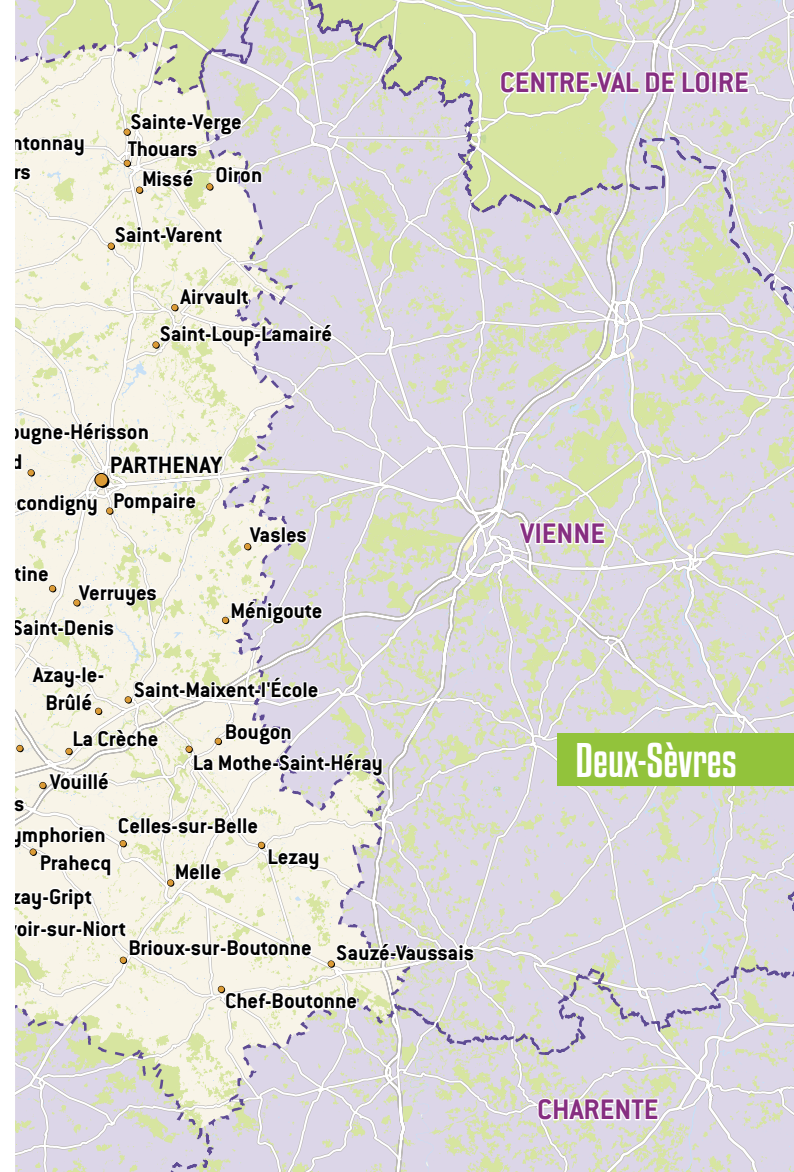 CENTRE-VAL DE LOIRE
Sainte-Verge
ntonnay
Thouars
rs
Missé
Oiron
Saint-Varent
Airvault
Saint-Loup-Lamairé
ougne-Hérisson
d
PARTHENAY
condigny
Pompaire
VIENNE
Vasles
tine
Verruyes
Ménigoute
Saint-Denis
Azay-le-
Brûlé
Saint-Maixent-l'École
Bougon
La Crèche
La Mothe-Saint-Héray
Deux-Sèvres
Vouillé
s
ymphorien
Celles-sur-Belle
Prahecq
Lezay
Melle
zay-Gript
voir-sur-Niort
Brioux-sur-Boutonne
Sauzé-Vaussais
Chef-Boutonne
CHARENTE